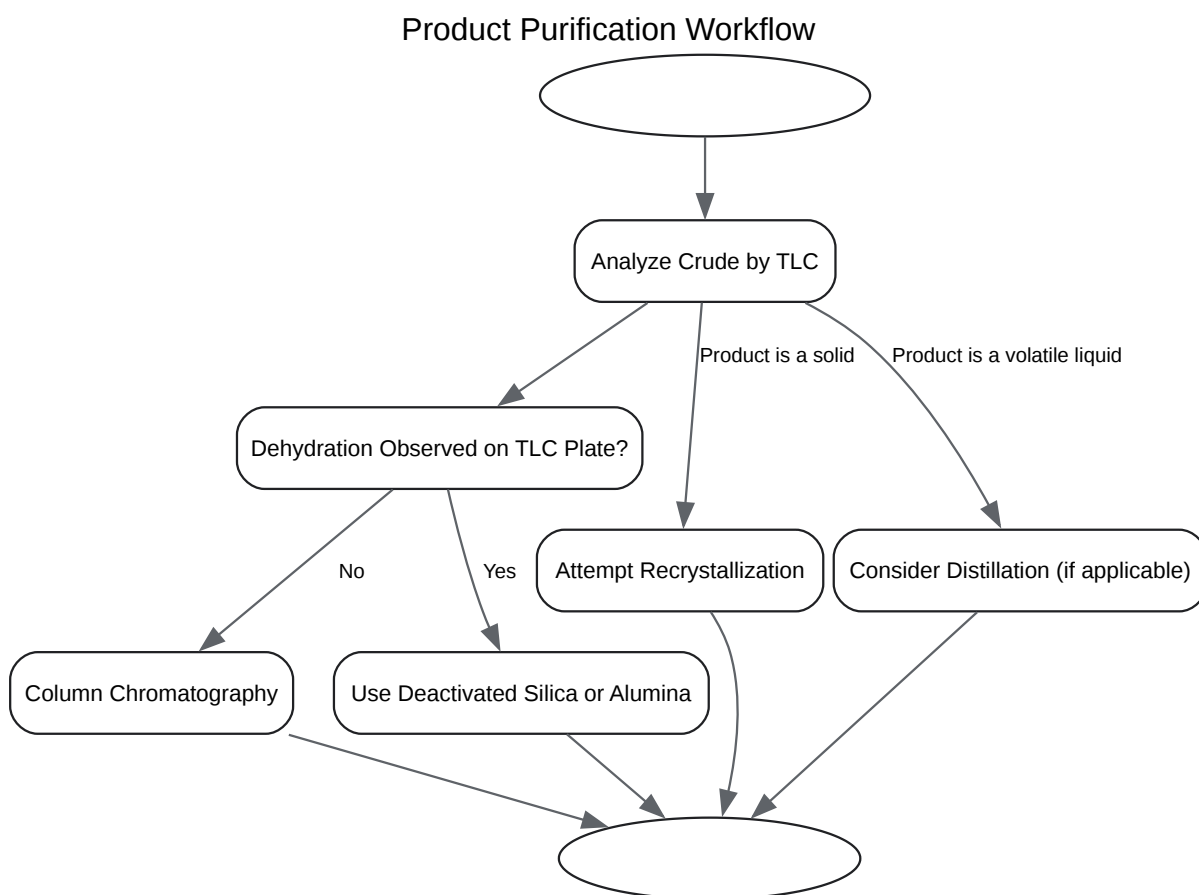 Product Purification Workflow
Analyze Crude by TLC
Product is a solid
Product is a volatile liquid
Dehydration Observed on TLC Plate?
No
Yes
Attempt Recrystallization
Consider Distillation (if applicable)
Column Chromatography
Use Deactivated Silica or Alumina